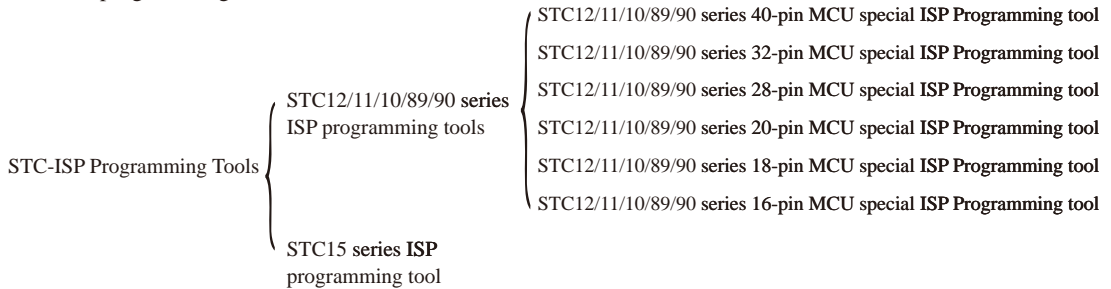 STC-ISP Programming Tools
STC12/11/10/89/90 series
ISP programming tools
STC12/11/10/89/90 series 40-pin MCU special ISP Programming tool
STC12/11/10/89/90 series 32-pin MCU special ISP Programming tool
STC12/11/10/89/90 series 28-pin MCU special ISP Programming tool
STC12/11/10/89/90 series 20-pin MCU special ISP Programming tool
STC12/11/10/89/90 series 18-pin MCU special ISP Programming tool
STC12/11/10/89/90 series 16-pin MCU special ISP Programming tool
STC15 series ISP
programming tool